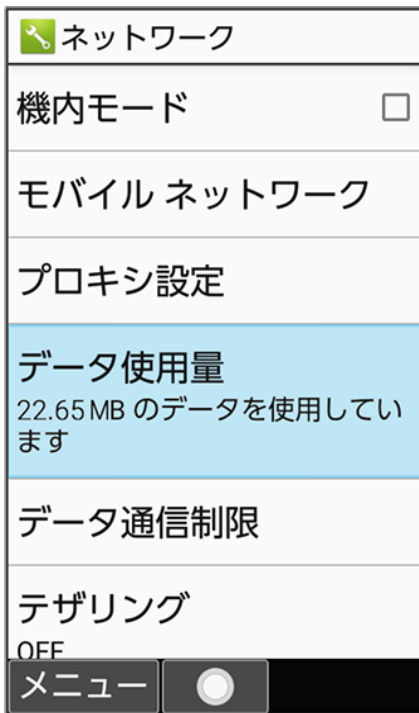 ネットワーク
機内モード
モバイル ネットワーク
プロキシ設定
データ使用量
22.65 MB のデータを使用してい
ます
データ通信制限
テザリング
OFF
メニュー